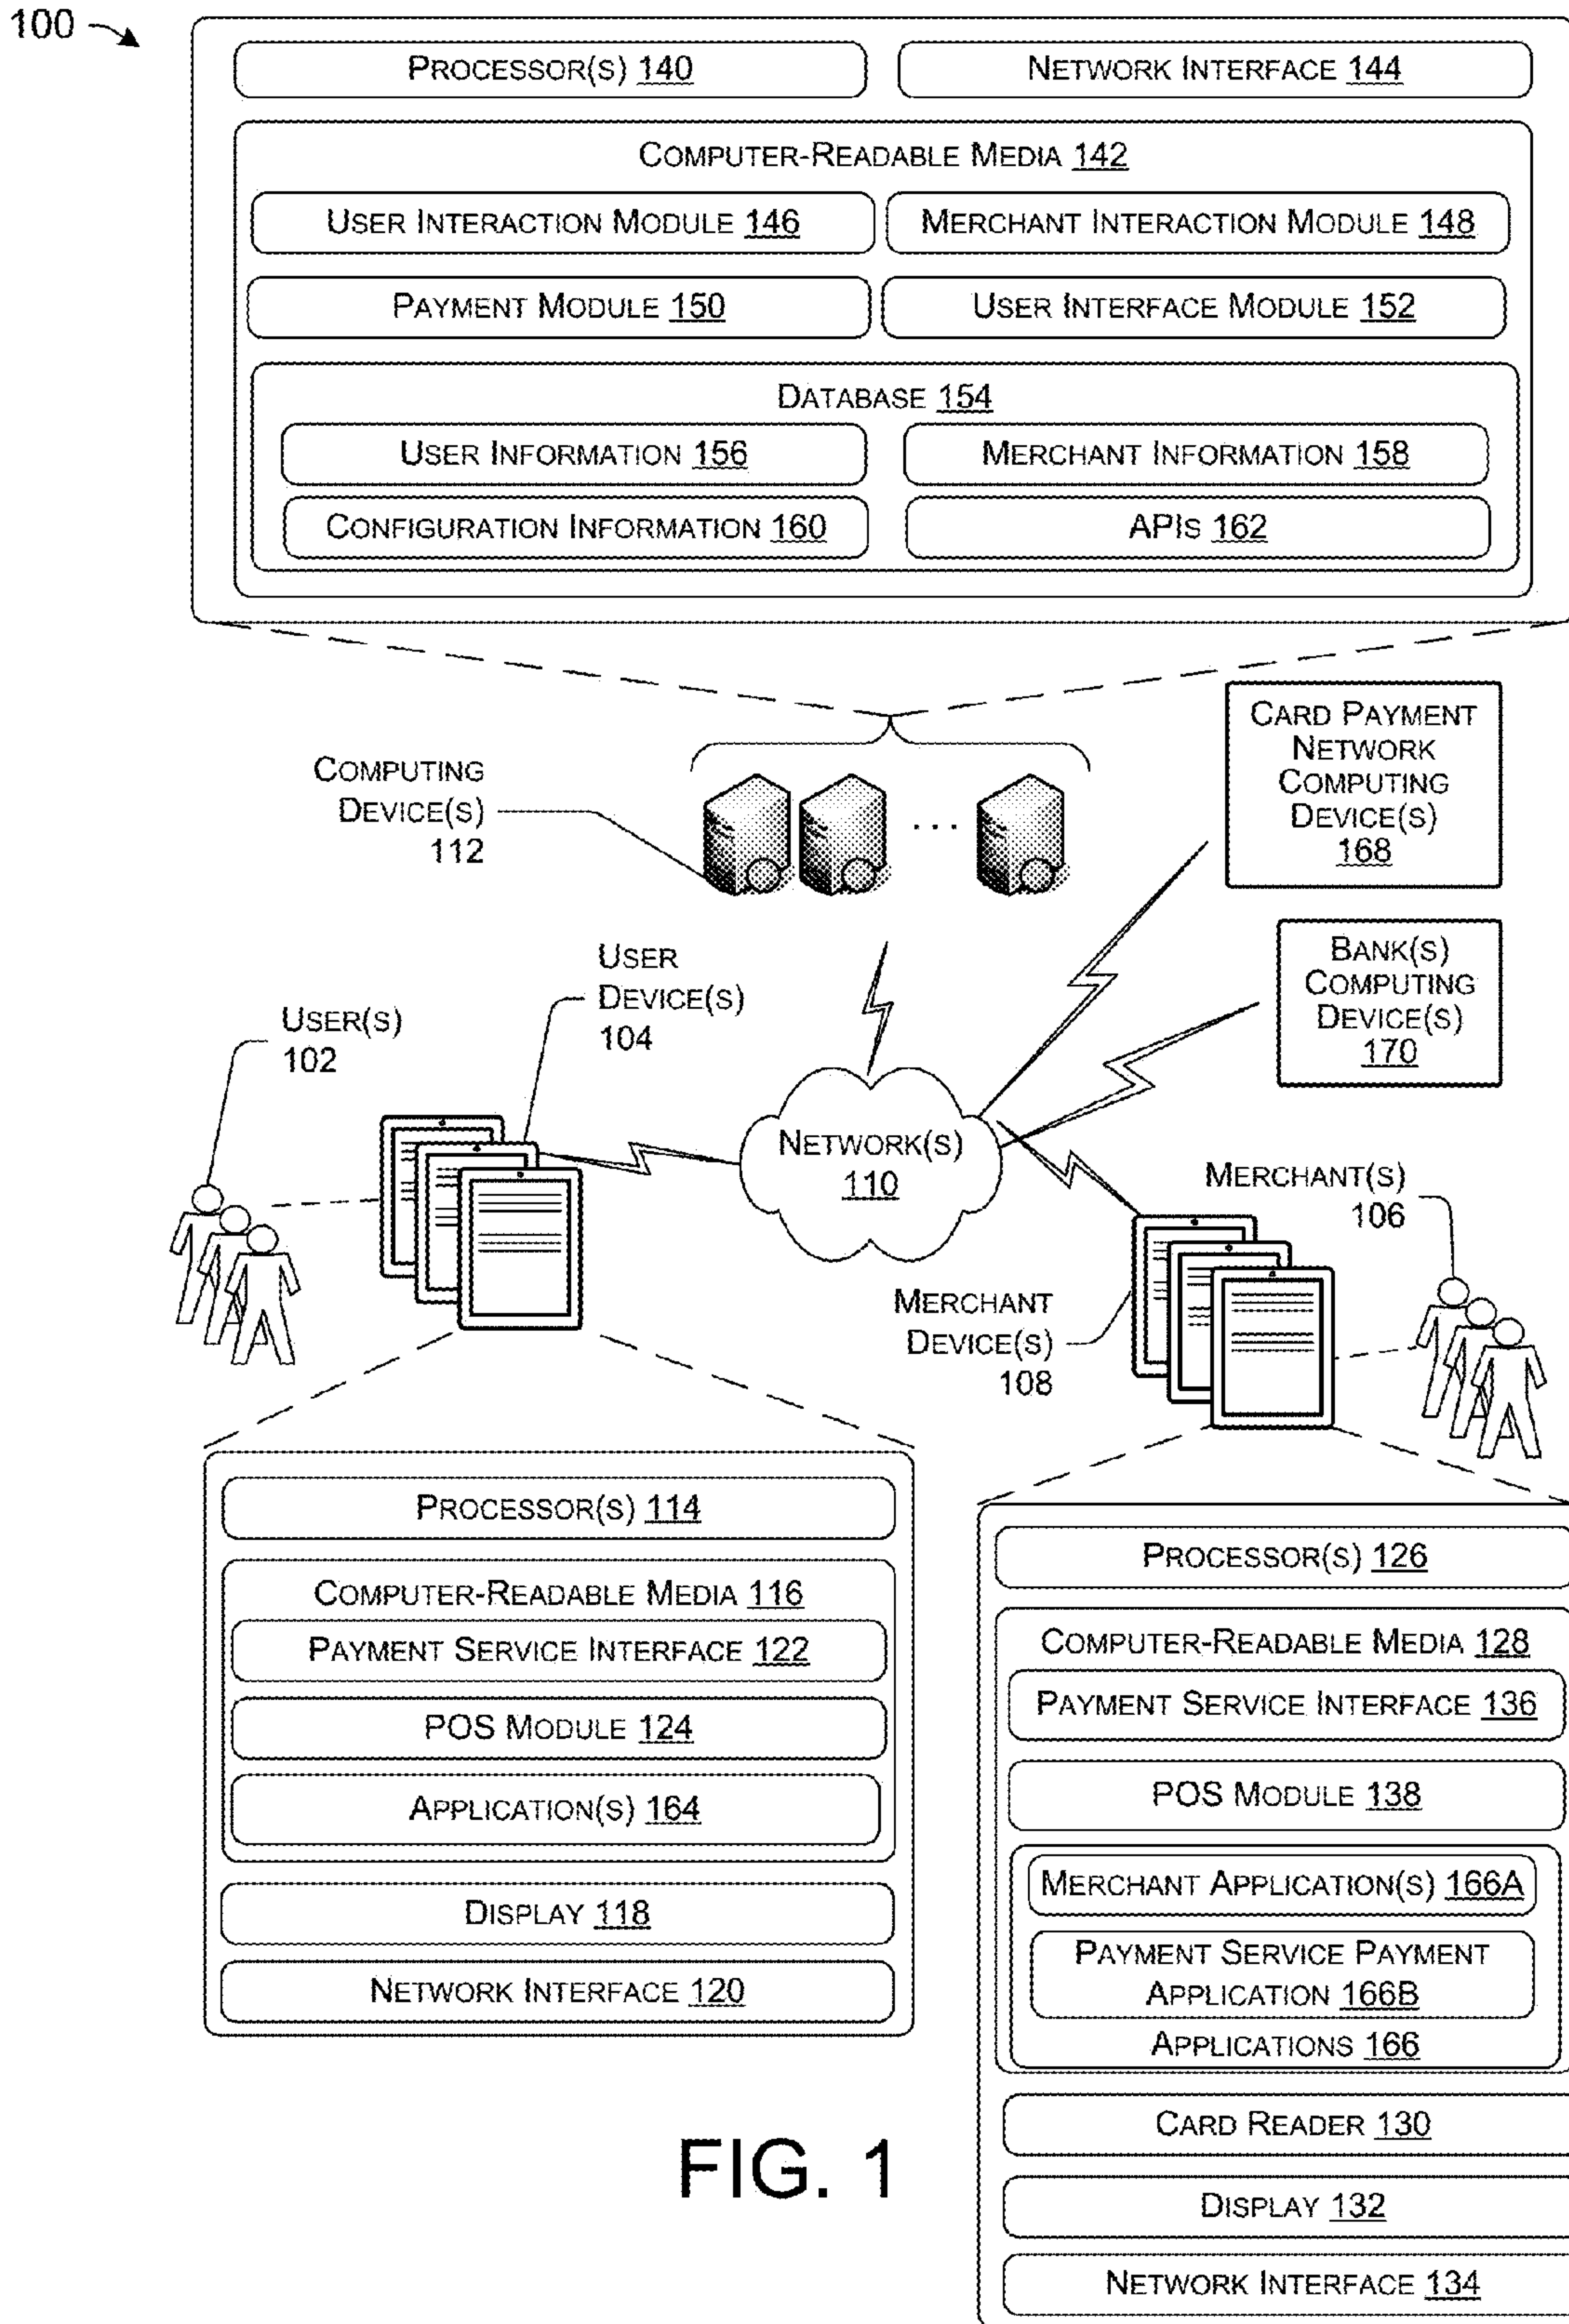 100
PROCESSOR(S) 140
NETWORK INTERFACE 144
COMPUTER-READABLE MEDIA 142
USER INTERACTION MODULE 146
MERCHANT INTERACTION MODULE 148
PAYMENT MODULE 150
USER INTERFACE MODULE 152
DATABASE 154
USER INFORMATION 156
MERCHANT INFORMATION 158
CONFIGURATION INFORMATION 160
APIS 162
COMPUTING
DEVICE(S)
112
CARD PAYMENT
NETWORK
COMPUTING
DEVICE(S)
168
BANK(S)
COMPUTING
DEVICE(S)
170
USER
DEVICE(S)
104
USER(S)
102
NETWORK(S)
110
MERCHANT(S)
106
MERCHANT
DEVICE(S)
108
PROCESSOR(S) 114
COMPUTER-READABLE MEDIA 116
PAYMENT SERVICE INTERFACE 122
POS MODULE 124
APPLICATION(S) 164
DISPLAY 118
NETWORK INTERFACE 120
PROCESSOR(S) 126
COMPUTER-READABLE MEDIA 128
PAYMENT SERVICE INTERFACE 136
POS MODULE 138
MERCHANT APPLICATION(S) 166A
PAYMENT SERVICE PAYMENT
APPLICATION 166B
APPLICATIONS 166
CARD READER 130
DISPLAY 132
NETWORK INTERFACE 134
FIG. 1